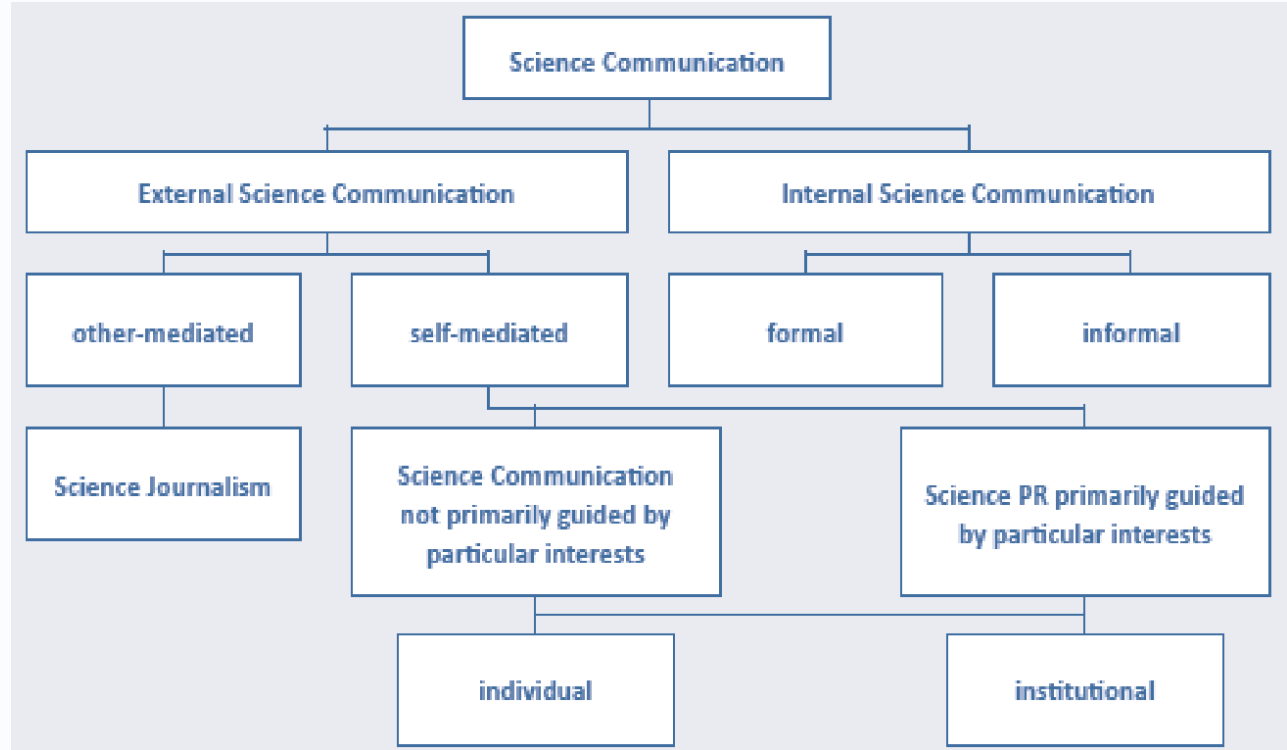 Science Communication
External Science Communication
Internal Science Communication
other-mediated
self-mediated
formal
informal
Science Journalism
Science Communication
not primarily guided by
particular interests
Science PR primarily guided
by particular interests
individual
institutional